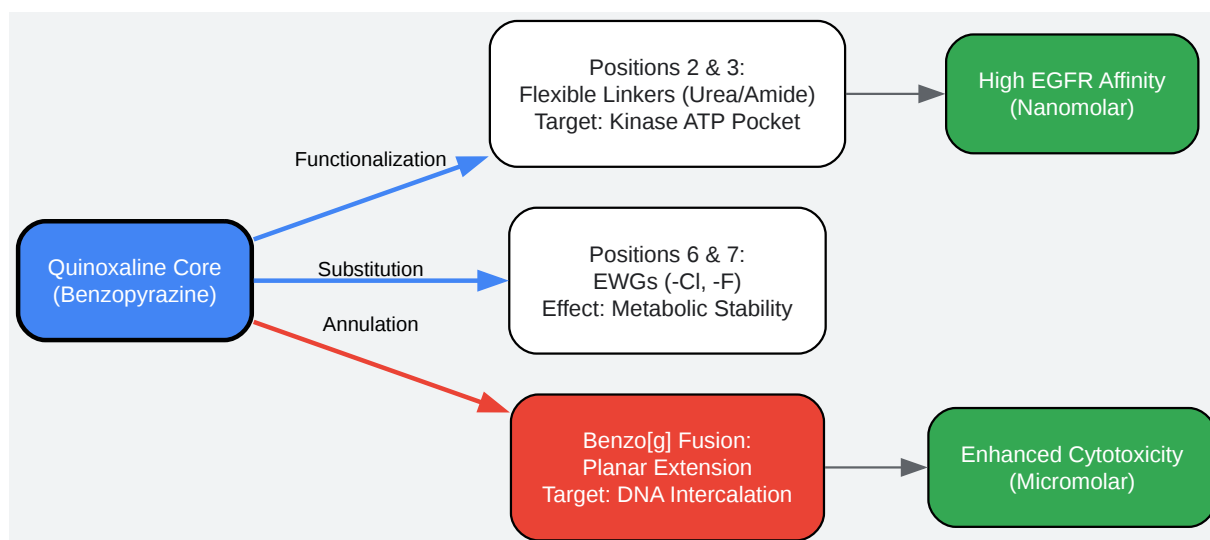 Positions 2 & 3:
Flexible Linkers (Urea/Amide)
Target: Kinase ATP Pocket
High EGFR Affinity
(Nanomolar)
Functionalization
Quinoxaline Core
(Benzopyrazine)
Substitution
Positions 6 & 7:
EWGs (-Cl, -F)
Effect: Metabolic Stability
Annulation
Benzo[g] Fusion:
Planar Extension
Target: DNA Intercalation
Enhanced Cytotoxicity
(Micromolar)